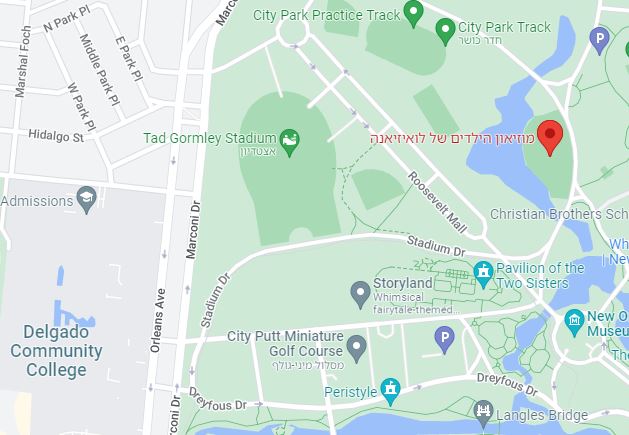 Marshal Foch
N Park Pl
E Park Pl
Middle Park Pl
W Park Pl
Hidalgo St
Admissions
Delgado
Community
College
Marconi Dr
Orleans Ave
Marconi Dr
City Park Practice Track
City Park Track
חדר כושר
P
Tad Gormley Stadium
אצטדיון
מוזיאון הילדים של לואיזיאנה
Roosevelt Mall
Christian Brothers Sch
Stadium Dr
Stadium Dr
Pavilion of the
Two Sisters
Storyland
Whimsical
fairytale-themed...
City Putt Miniature
Golf Course
מסלול מיני-גולף
P
New O
Museu
Peristyle
Dreyfous Dr
Dreyfous Dr
Langles Bridge